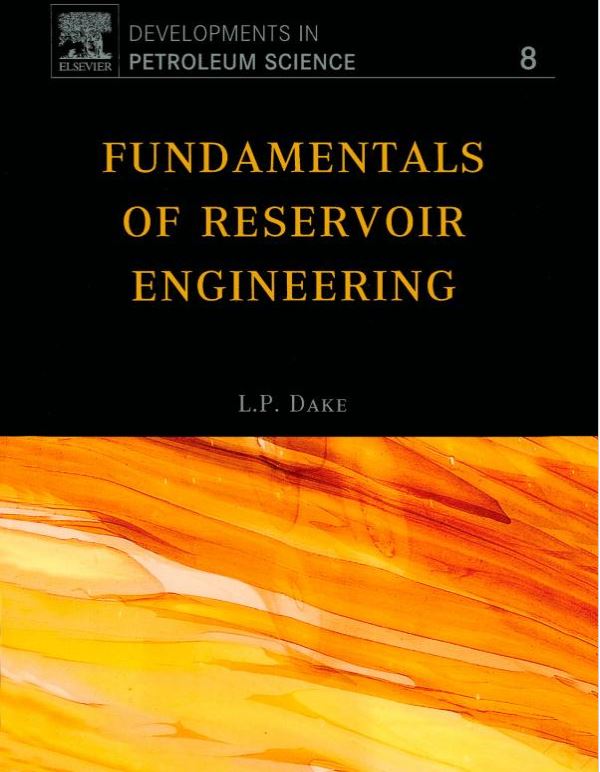 DEVELOPMENTS IN
PETROLEUM SCIENCE
8
ELSEVIER
FUNDAMENTALS
OF RESERVOIR
ENGINEERING
L.P. DAKE